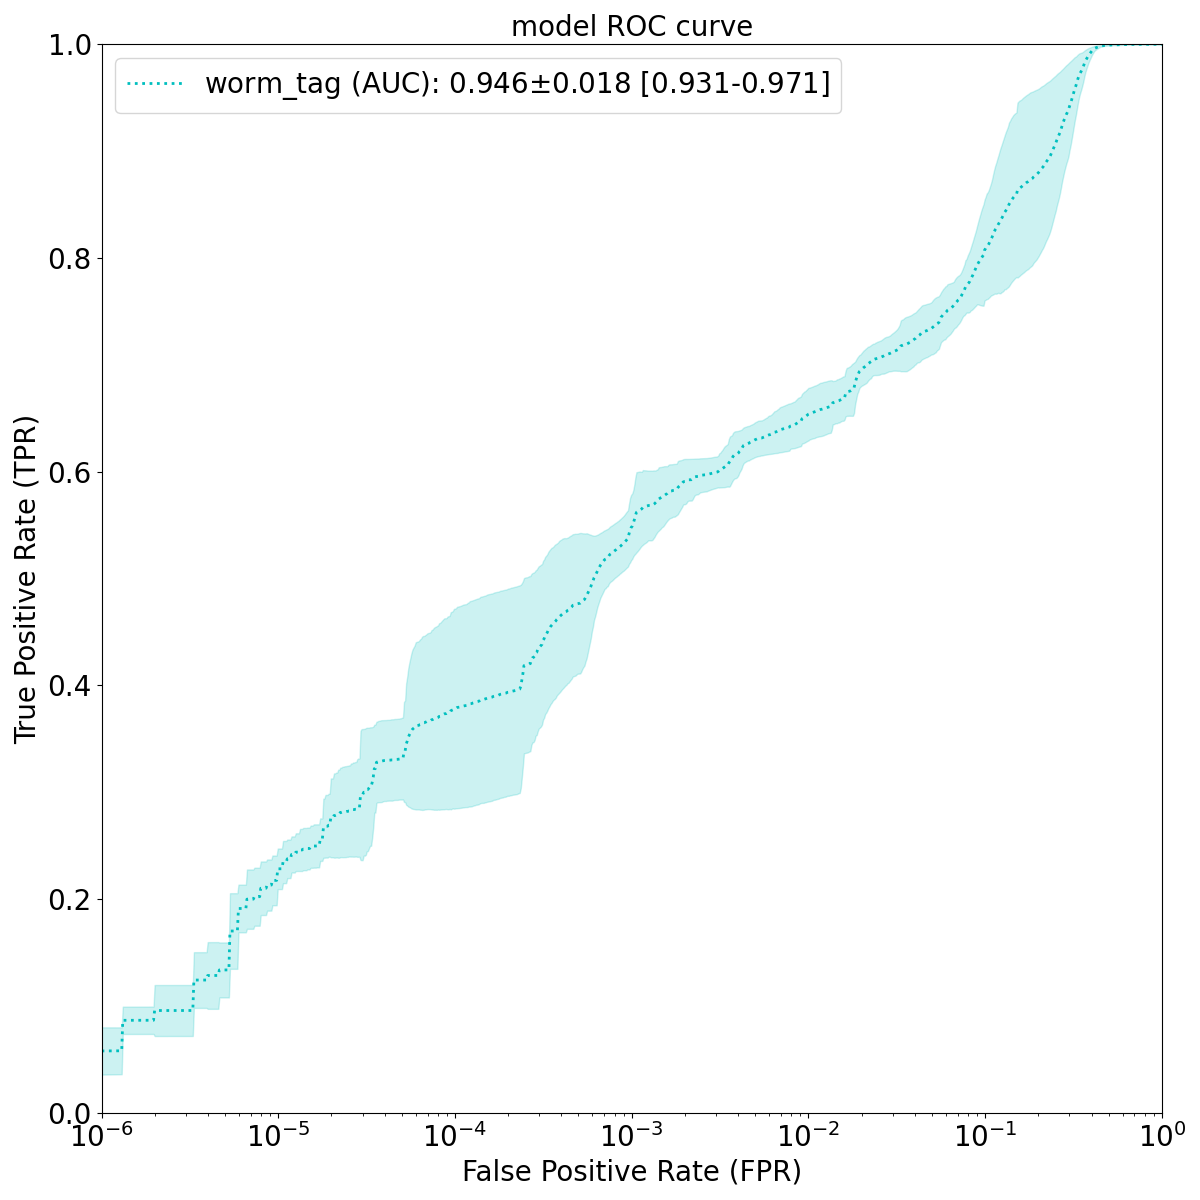 model ROC curve
worm_tag (AUC): 0.946±0.018 [0.931-0.971]
1.0
0.8
0.6
0.4
0.2
0.0
True Positive Rate (TPR)
10⁻⁶ 10⁻⁵ 10⁻⁴ 10⁻³ 10⁻² 10⁻¹ 10⁰
False Positive Rate (FPR)